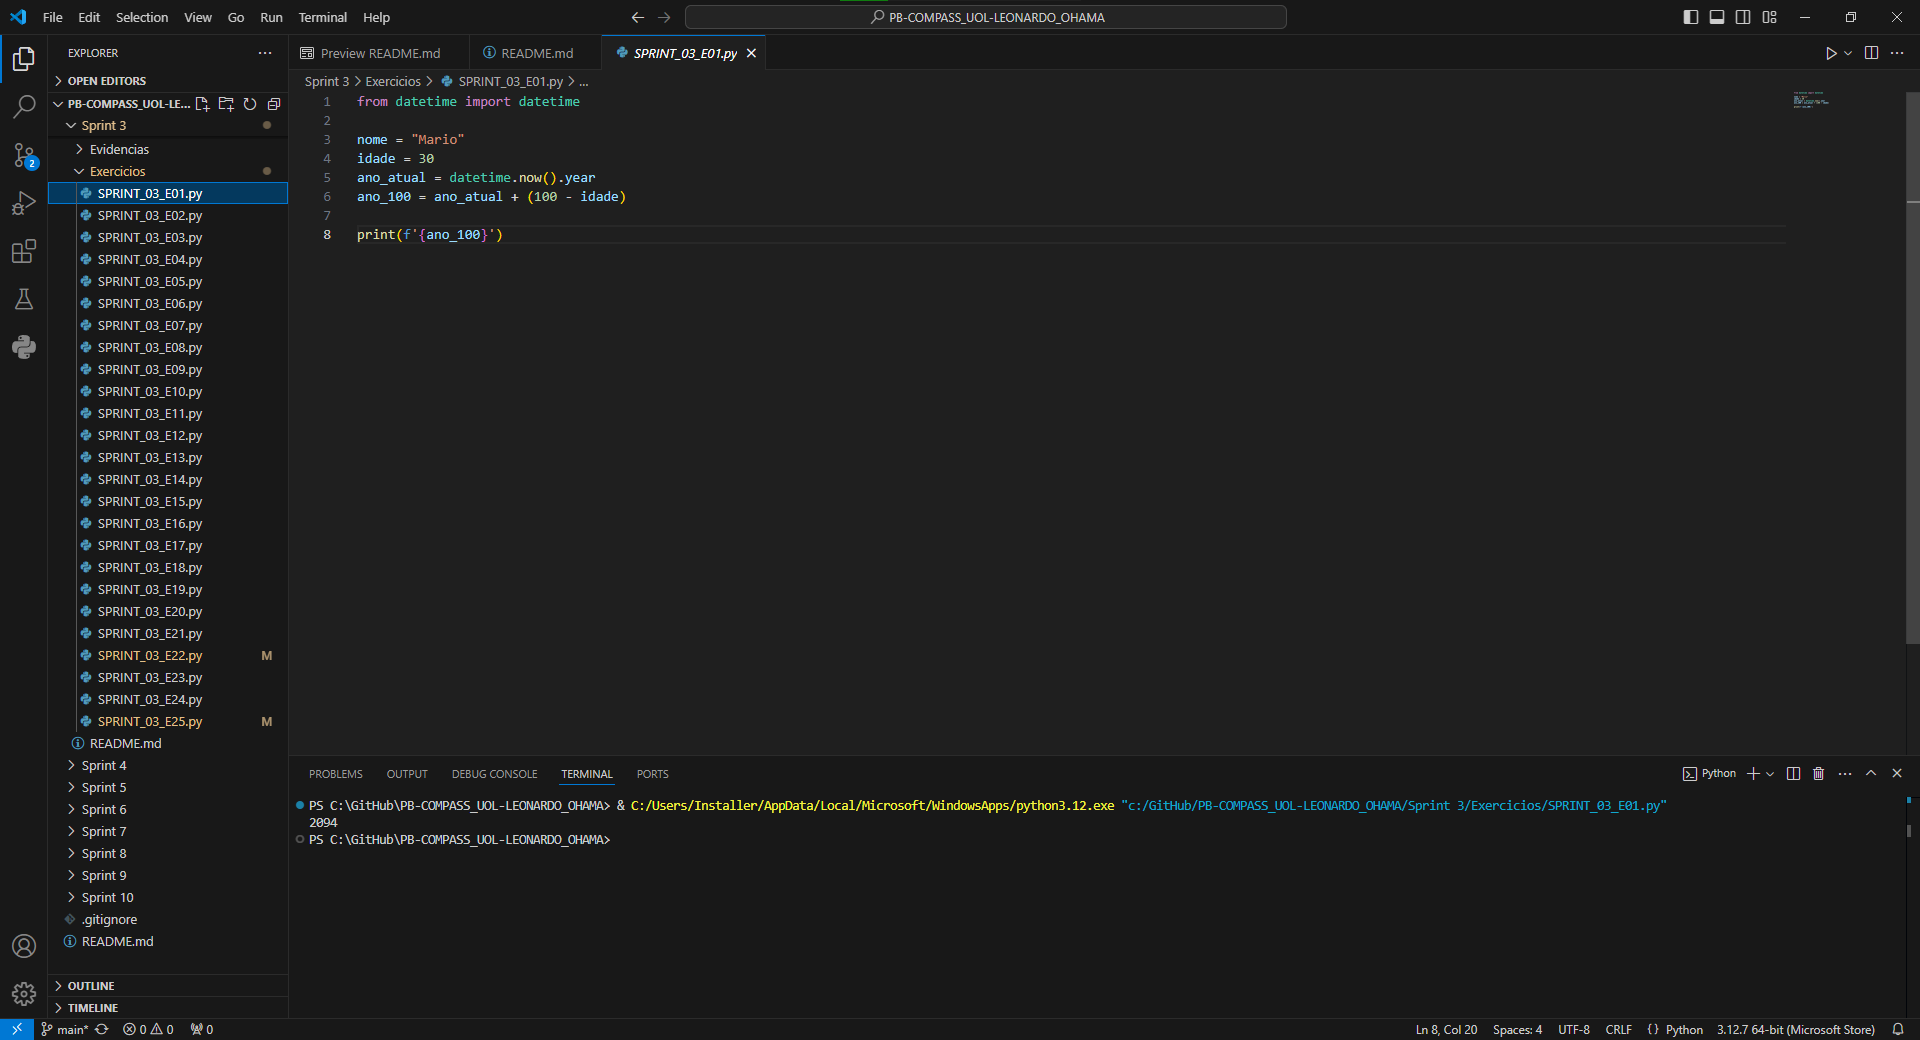 File Edit Selection View Go Run Terminal Help
PB-COMPASS_UOL-LEONARDO_OHAMA
EXPLORER
OPEN EDITORS
PB-COMPASS_UOL-LE...
Sprint 3
Evidencias
Exercicios
SPRINT_03_E01.py
SPRINT_03_E02.py
SPRINT_03_E03.py
SPRINT_03_E04.py
SPRINT_03_E05.py
SPRINT_03_E06.py
SPRINT_03_E07.py
SPRINT_03_E08.py
SPRINT_03_E09.py
SPRINT_03_E10.py
SPRINT_03_E11.py
SPRINT_03_E12.py
SPRINT_03_E13.py
SPRINT_03_E14.py
SPRINT_03_E15.py
SPRINT_03_E16.py
SPRINT_03_E17.py
SPRINT_03_E18.py
SPRINT_03_E19.py
SPRINT_03_E20.py
SPRINT_03_E21.py
SPRINT_03_E22.py M
SPRINT_03_E23.py
SPRINT_03_E24.py
SPRINT_03_E25.py M
README.md
Sprint 4
Sprint 5
Sprint 6
Sprint 7
Sprint 8
Sprint 9
Sprint 10
.gitignore
README.md
OUTLINE
TIMELINE
2
Preview README.md README.md SPRINT_03_E01.py
Sprint 3 > Exercicios > SPRINT_03_E01.py > ...
1 from datetime import datetime
2
3 nome = "Mario"
4 idade = 30
5 ano_atual = datetime.now().year
6 ano_100 = ano_atual + (100 - idade)
7
8 print(f'{ano_100}')
PROBLEMS OUTPUT DEBUG CONSOLE TERMINAL PORTS
Python
PS C:\GitHub\PB-COMPASS_UOL-LEONARDO_OHAMA> & C:/Users/Installer/AppData/Local/Microsoft/WindowsApps/python3.12.exe "c:/GitHub/PB-COMPASS_UOL-LEONARDO_OHAMA/Sprint 3/Exercicios/SPRINT_03_E01.py"
2094
PS C:\GitHub\PB-COMPASS_UOL-LEONARDO_OHAMA>
main* 0 0 0
Ln 8, Col 20 Spaces: 4 UTF-8 CRLF {} Python 3.12.7 64-bit (Microsoft Store)